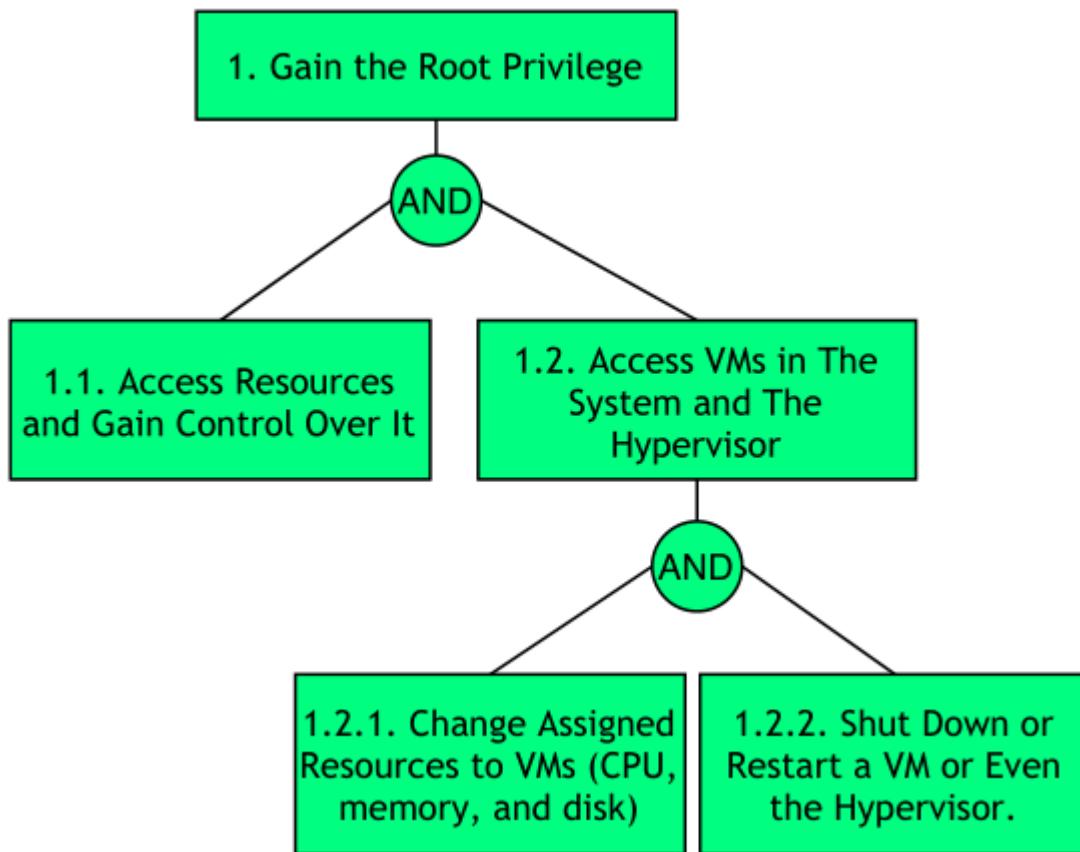 1. Gain the Root Privilege
AND
1.1. Access Resources
and Gain Control Over It
1.2. Access VMs in The
System and The
Hypervisor
AND
1.2.1. Change Assigned
Resources to VMs (CPU,
memory, and disk)
1.2.2. Shut Down or
Restart a VM or Even
the Hypervisor.